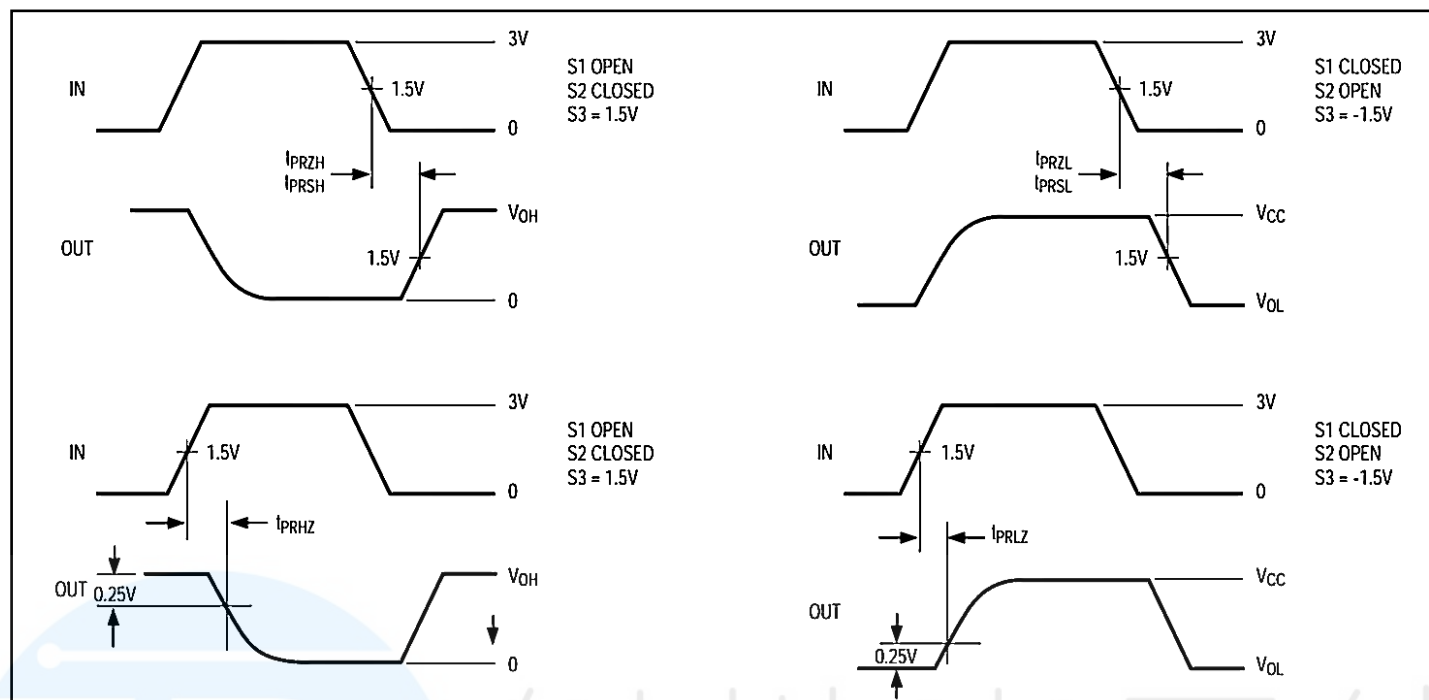 3V
IN
1.5V
0
S1 OPEN
S2 CLOSED
S3 = 1.5V
tPRZH
tPRSH
VOH
OUT
1.5V
0
3V
IN
1.5V
0
S1 CLOSED
S2 OPEN
S3 = -1.5V
tPRZL
tPRSL
VCC
OUT
1.5V
VOL
3V
IN
1.5V
0
S1 OPEN
S2 CLOSED
S3 = 1.5V
tPRHZ
VOH
OUT
0.25V
0
3V
IN
1.5V
0
S1 CLOSED
S2 OPEN
S3 = -1.5V
tPRLZ
VCC
OUT
0.25V
VOL